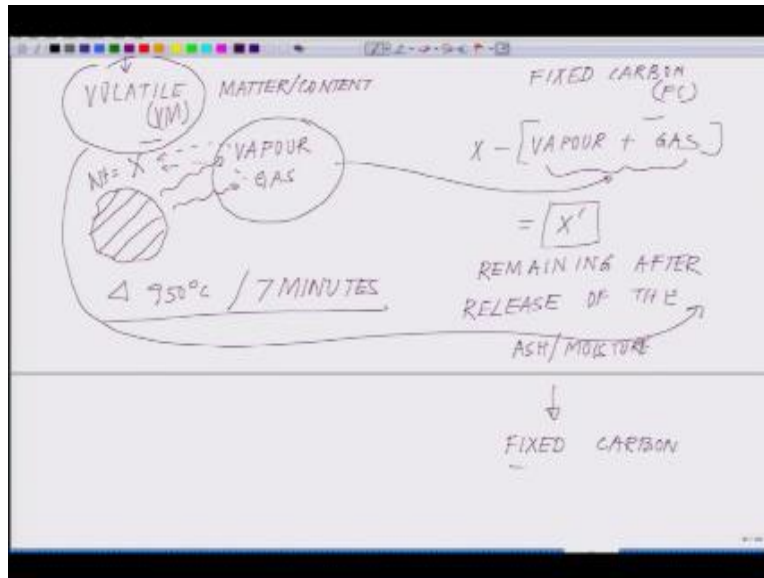 VOLATILE MATTER/CONTENT
(VM)
Wt= X
VAPOUR
GAS
△ 950°C / 7 MINUTES
FIXED CARBON
(FC)
X - [VAPOUR + GAS]
= X'
REMAINING AFTER
RELEASE OF THE
ASH/MOISTURE
FIXED CARBON